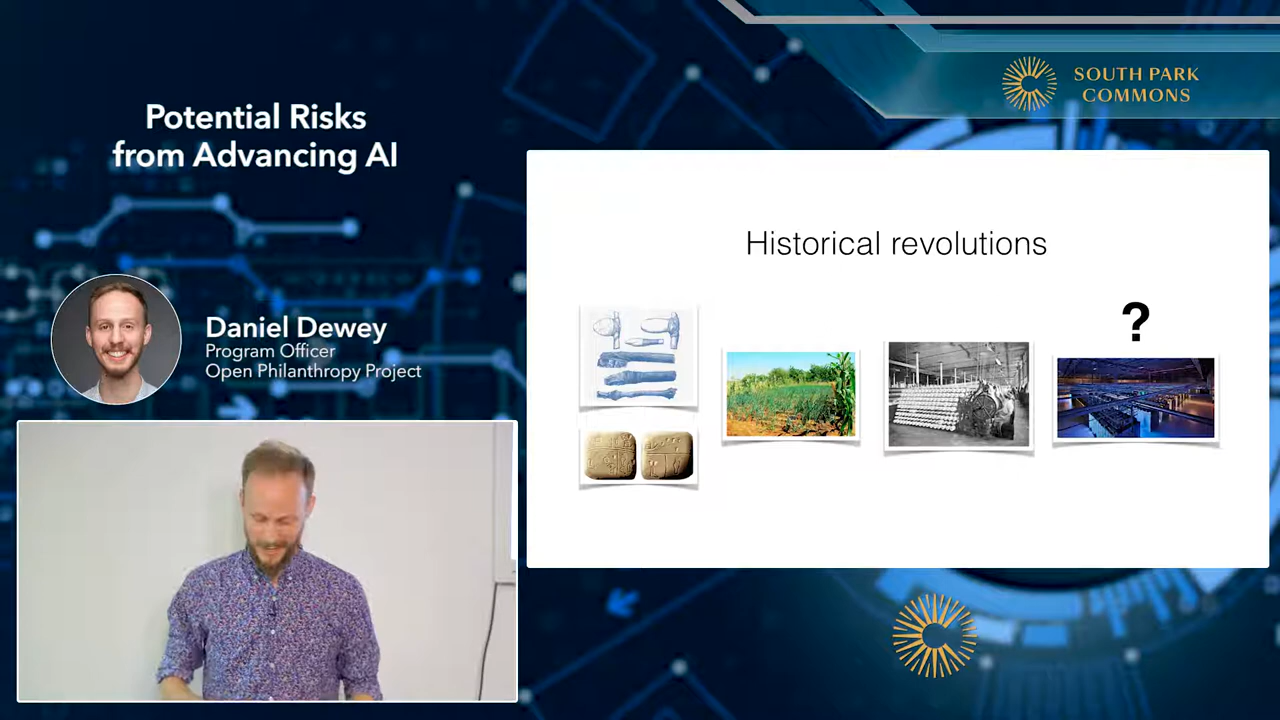 Potential Risks
from Advancing AI
SOUTH PARK
COMMONS
Daniel Dewey
Program Officer
Open Philanthropy Project
Historical revolutions
?